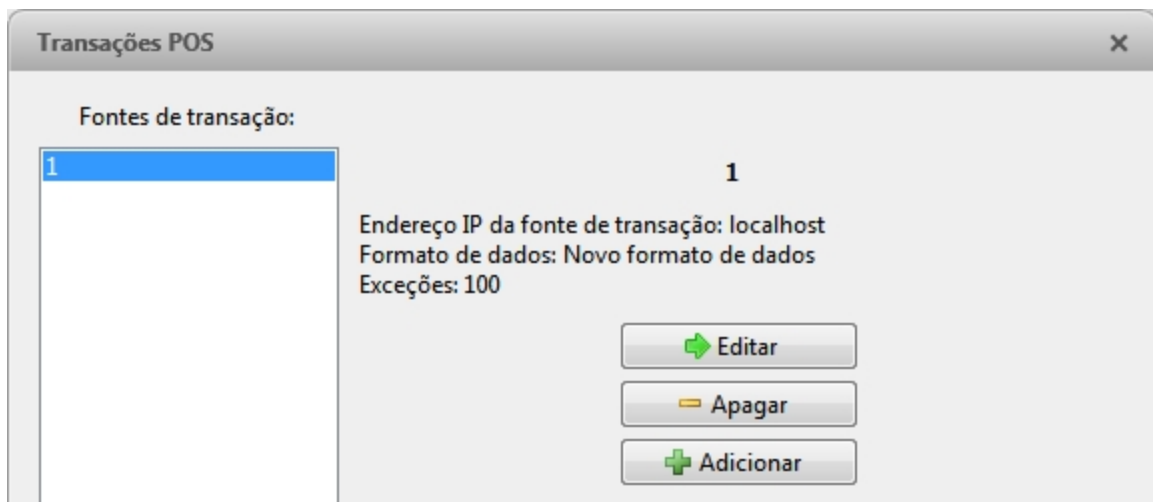 Transações POS
Fontes de transação:
1
1
Endereço IP da fonte de transação: localhost
Formato de dados: Novo formato de dados
Exceções: 100
Editar
Apagar
Adicionar